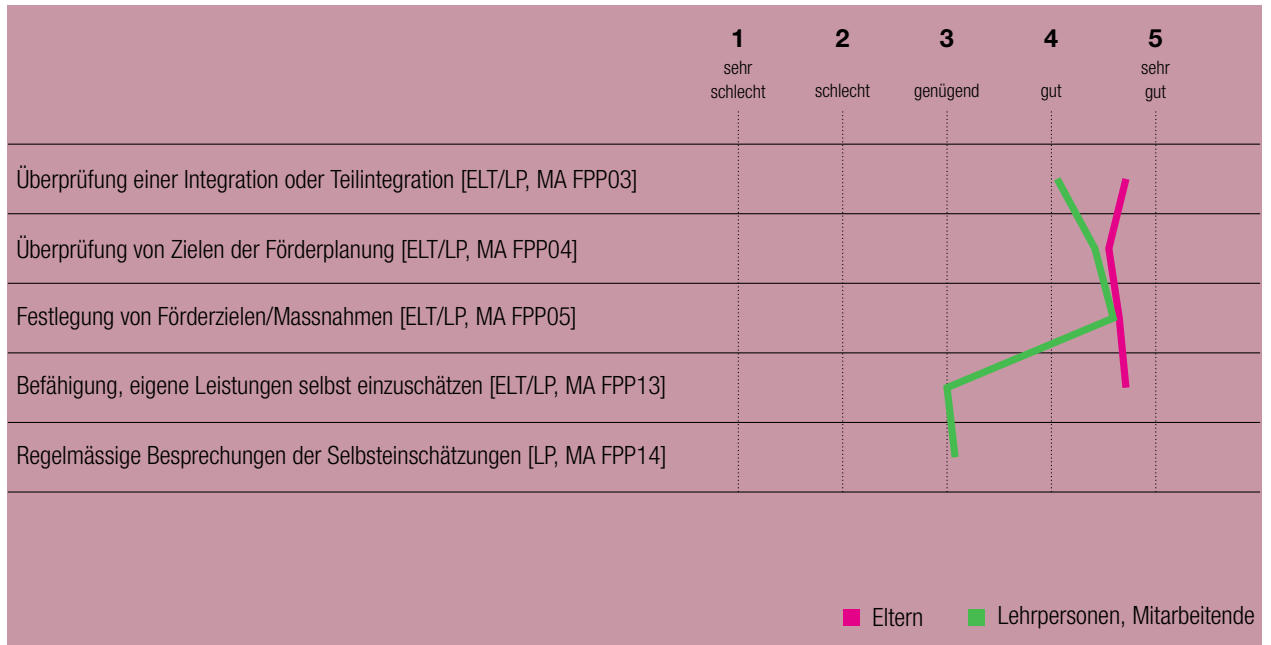 1 2 3 4 5
sehr schlecht schlecht genügend gut sehr gut
Überprüfung einer Integration oder Teilintegration [ELT/LP, MA FPP03]
Überprüfung von Zielen der Förderplanung [ELT/LP, MA FPP04]
Festlegung von Förderzielen/Massnahmen [ELT/LP, MA FPP05]
Befähigung, eigene Leistungen selbst einzuschätzen [ELT/LP, MA FPP13]
Regelmässige Besprechungen der Selbsteinschätzungen [LP, MA FPP14]
Eltern Lehrpersonen, Mitarbeitende